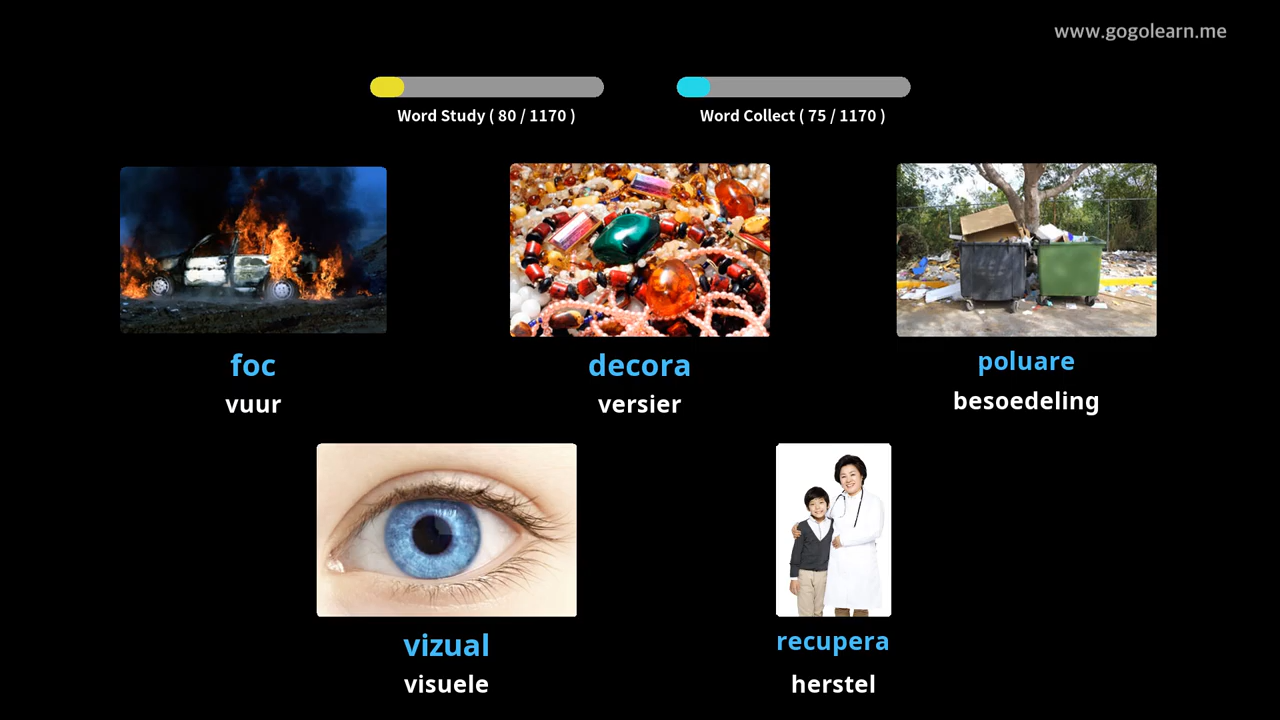 www.gogolearn.me
Word Study ( 80 / 1170 )
Word Collect ( 75 / 1170 )
foc
vuur
decora
versier
poluare
besoedeling
vizual
visuele
recupera
herstel